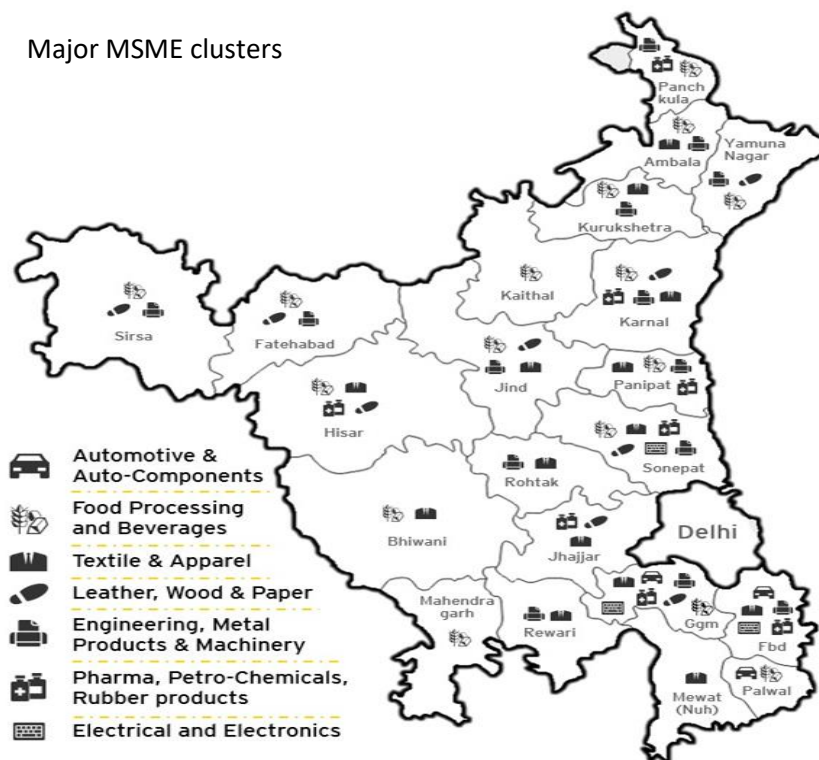 Major MSME clusters
Panch
kula
Ambala
Yamuna
Nagar
Kurukshetra
Kaithal
Karnal
Sirsa
Fatehabad
Jind
Panipat
Hisar
Sonepat
Rohtak
Bhiwani
Jhajjar
Delhi
Mahendra
garh
Rewari
Ggm
Fbd
Mewat
(Nuh)
Palwal
Automotive &
Auto-Components
Food Processing
and Beverages
Textile & Apparel
Leather, Wood & Paper
Engineering, Metal
Products & Machinery
Pharma, Petro-Chemicals,
Rubber products
Electrical and Electronics